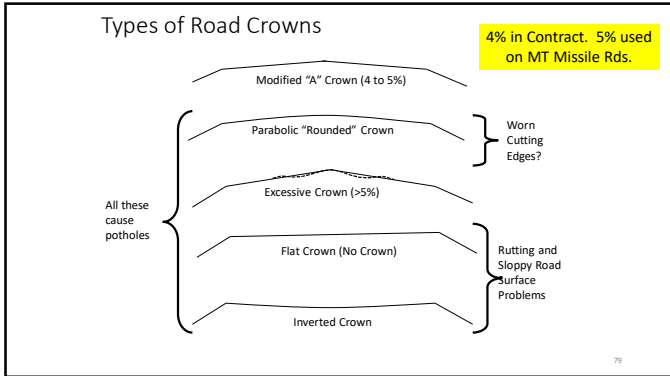 Types of Road Crowns
4% in Contract.  5% used
on MT Missile Rds.
Modified “A” Crown (4 to 5%)
Parabolic “Rounded” Crown
Worn
Cutting
Edges?
Excessive Crown (>5%)
All these
cause
potholes
Flat Crown (No Crown)
Rutting and
Sloppy Road
Surface
Problems
Inverted Crown
79